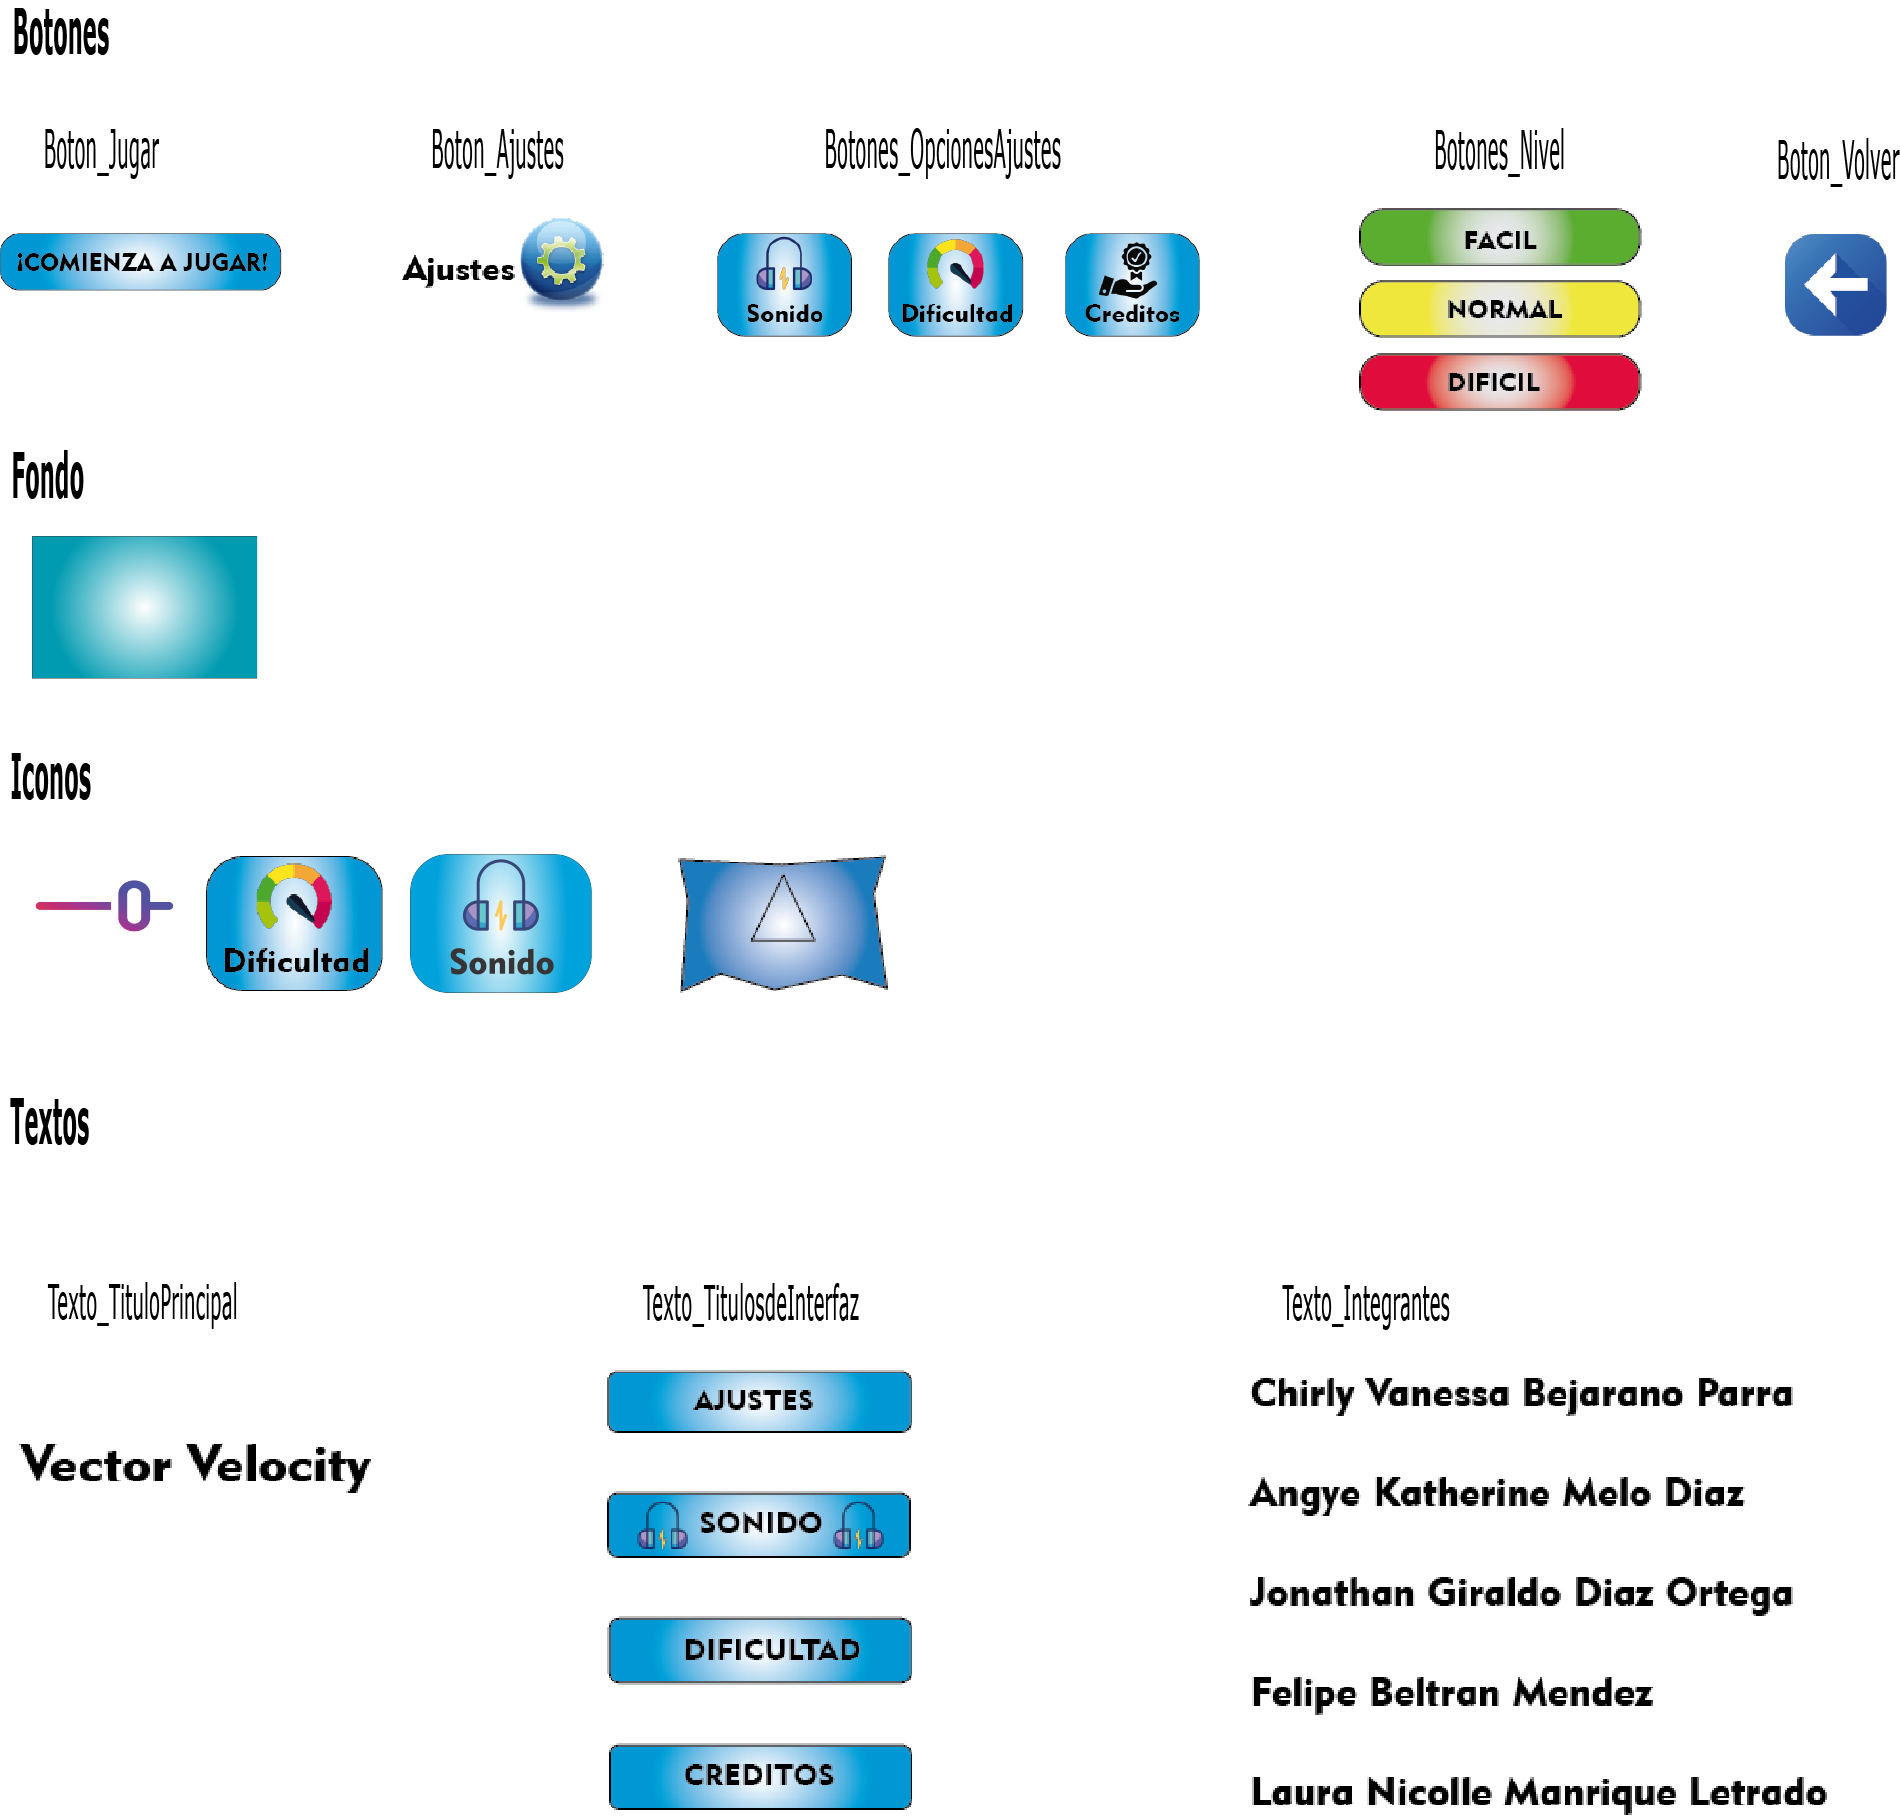 Botones
Boton_Jugar
Boton_Ajustes
Botones_OpcionesAjustes
Botones_Nivel
Boton_Volver
¡COMIENZA A JUGAR!
Ajustes
Sonido
Dificultad
Creditos
FACIL
NORMAL
DIFICIL
Fondo
Iconos
Dificultad
Sonido
Textos
Texto_TituloPrincipal
Texto_TitulosdeInterfaz
Texto_Integrantes
Vector Velocity
AJUSTES
SONIDO
DIFICULTAD
CREDITOS
Chirly Vanessa Bejarano Parra
Angye Katherine Melo Diaz
Jonathan Giraldo Diaz Ortega
Felipe Beltran Mendez
Laura Nicolle Manrique Letrado